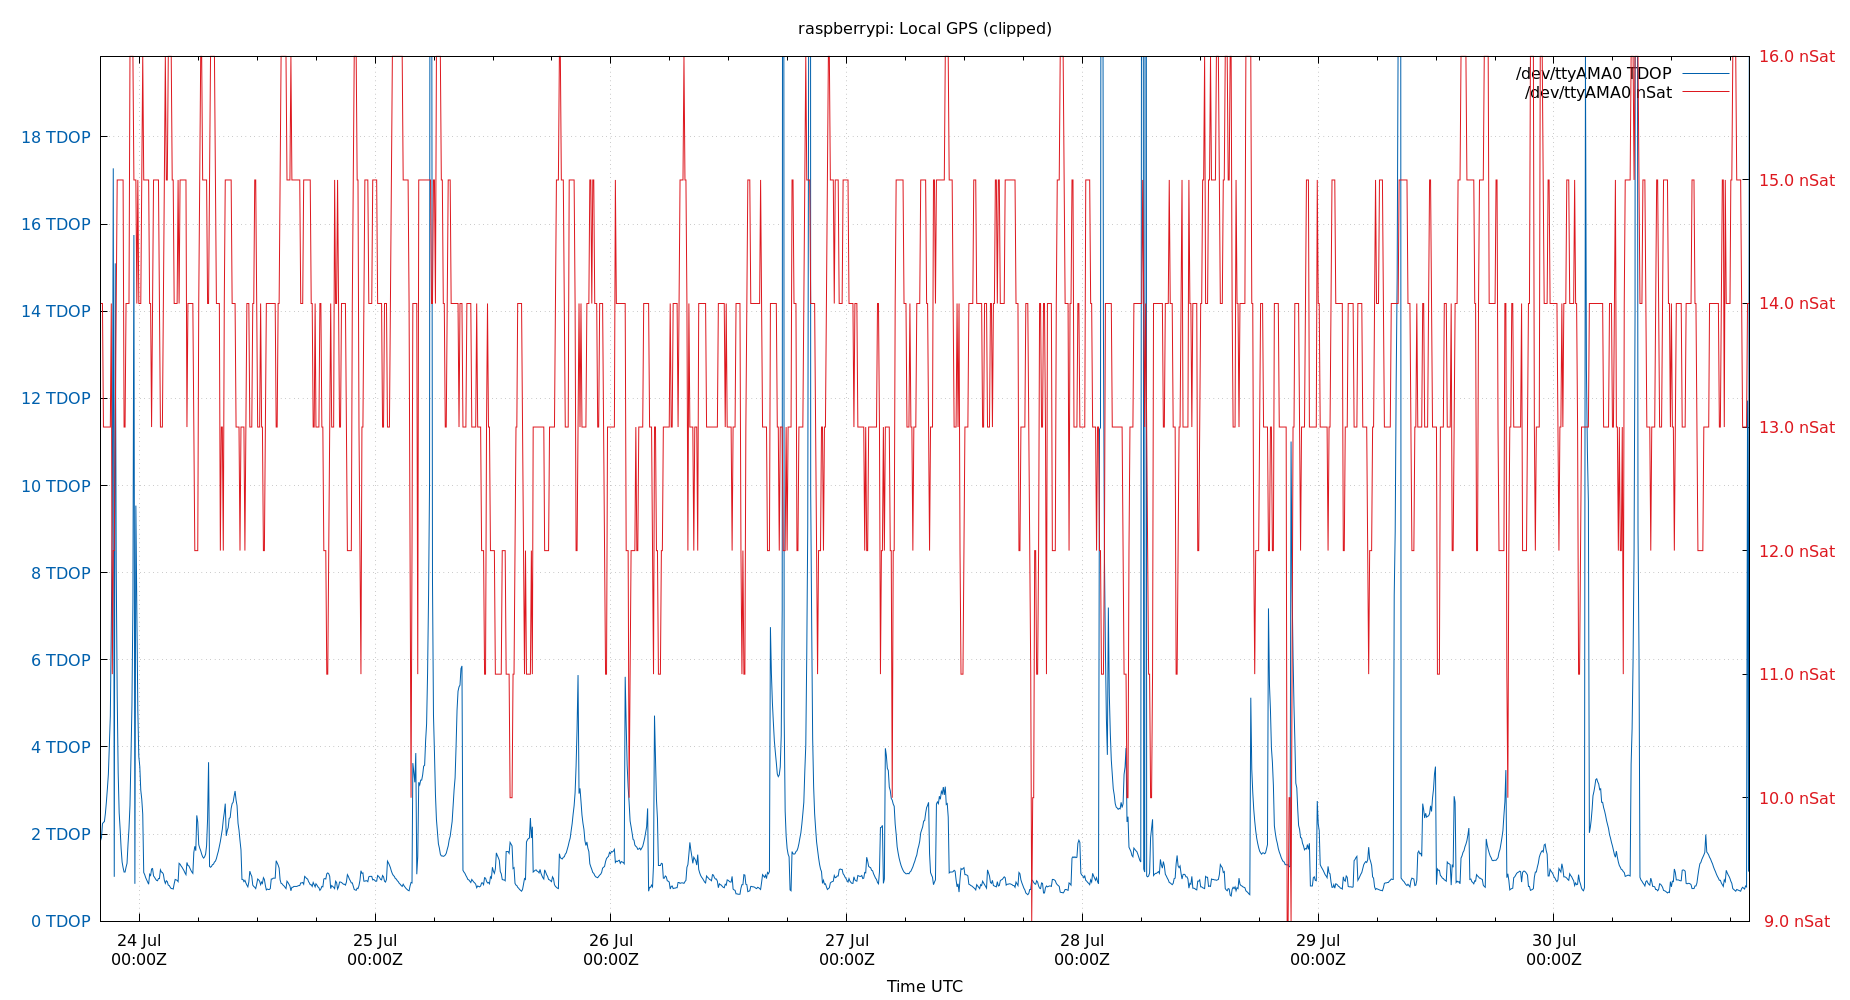 raspberrypi: Local GPS (clipped)
/dev/ttyAMA0 TDOP
/dev/ttyAMA0 nSat
18 TDOP
16 TDOP
14 TDOP
12 TDOP
10 TDOP
8 TDOP
6 TDOP
4 TDOP
2 TDOP
0 TDOP
16.0 nSat
15.0 nSat
14.0 nSat
13.0 nSat
12.0 nSat
11.0 nSat
10.0 nSat
9.0 nSat
24 Jul
00:00Z
25 Jul
00:00Z
26 Jul
00:00Z
27 Jul
00:00Z
28 Jul
00:00Z
29 Jul
00:00Z
30 Jul
00:00Z
Time UTC